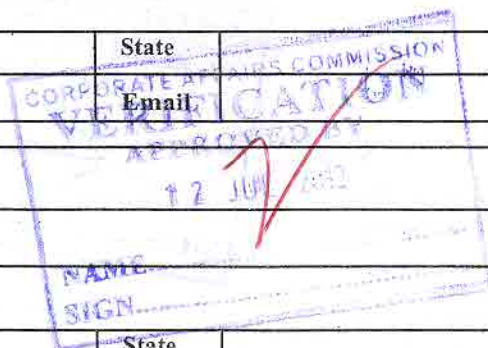 State
CORPORATE AFFAIRS COMMISSION
Email
VERIFICATION
APPROVED BY
12 JUN
NAME
SIGN
State